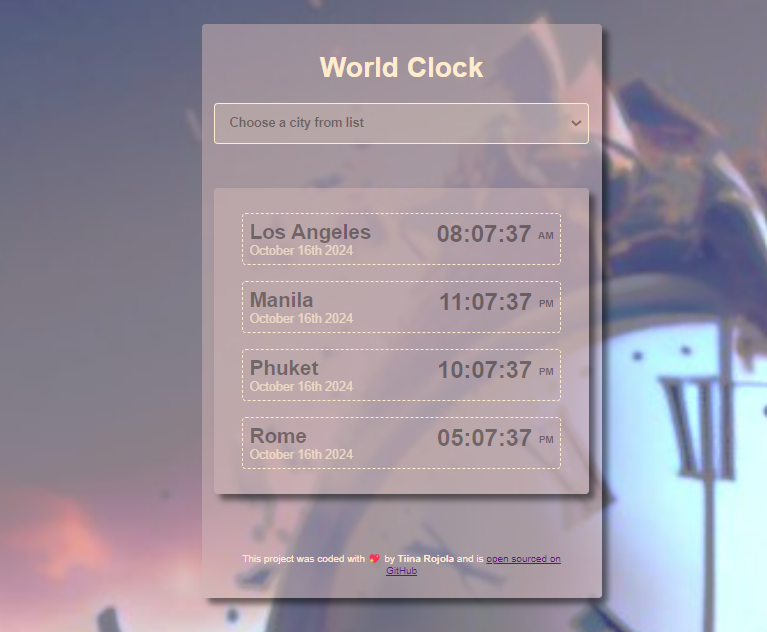 World Clock
Choose a city from list
Los Angeles 08:07:37 AM
October 16th 2024
Manila 11:07:37 PM
October 16th 2024
Phuket 10:07:37 PM
October 16th 2024
Rome 05:07:37 PM
October 16th 2024
This project was coded with 💖 by Tiina Rojola and is open sourced on
GitHub
VII